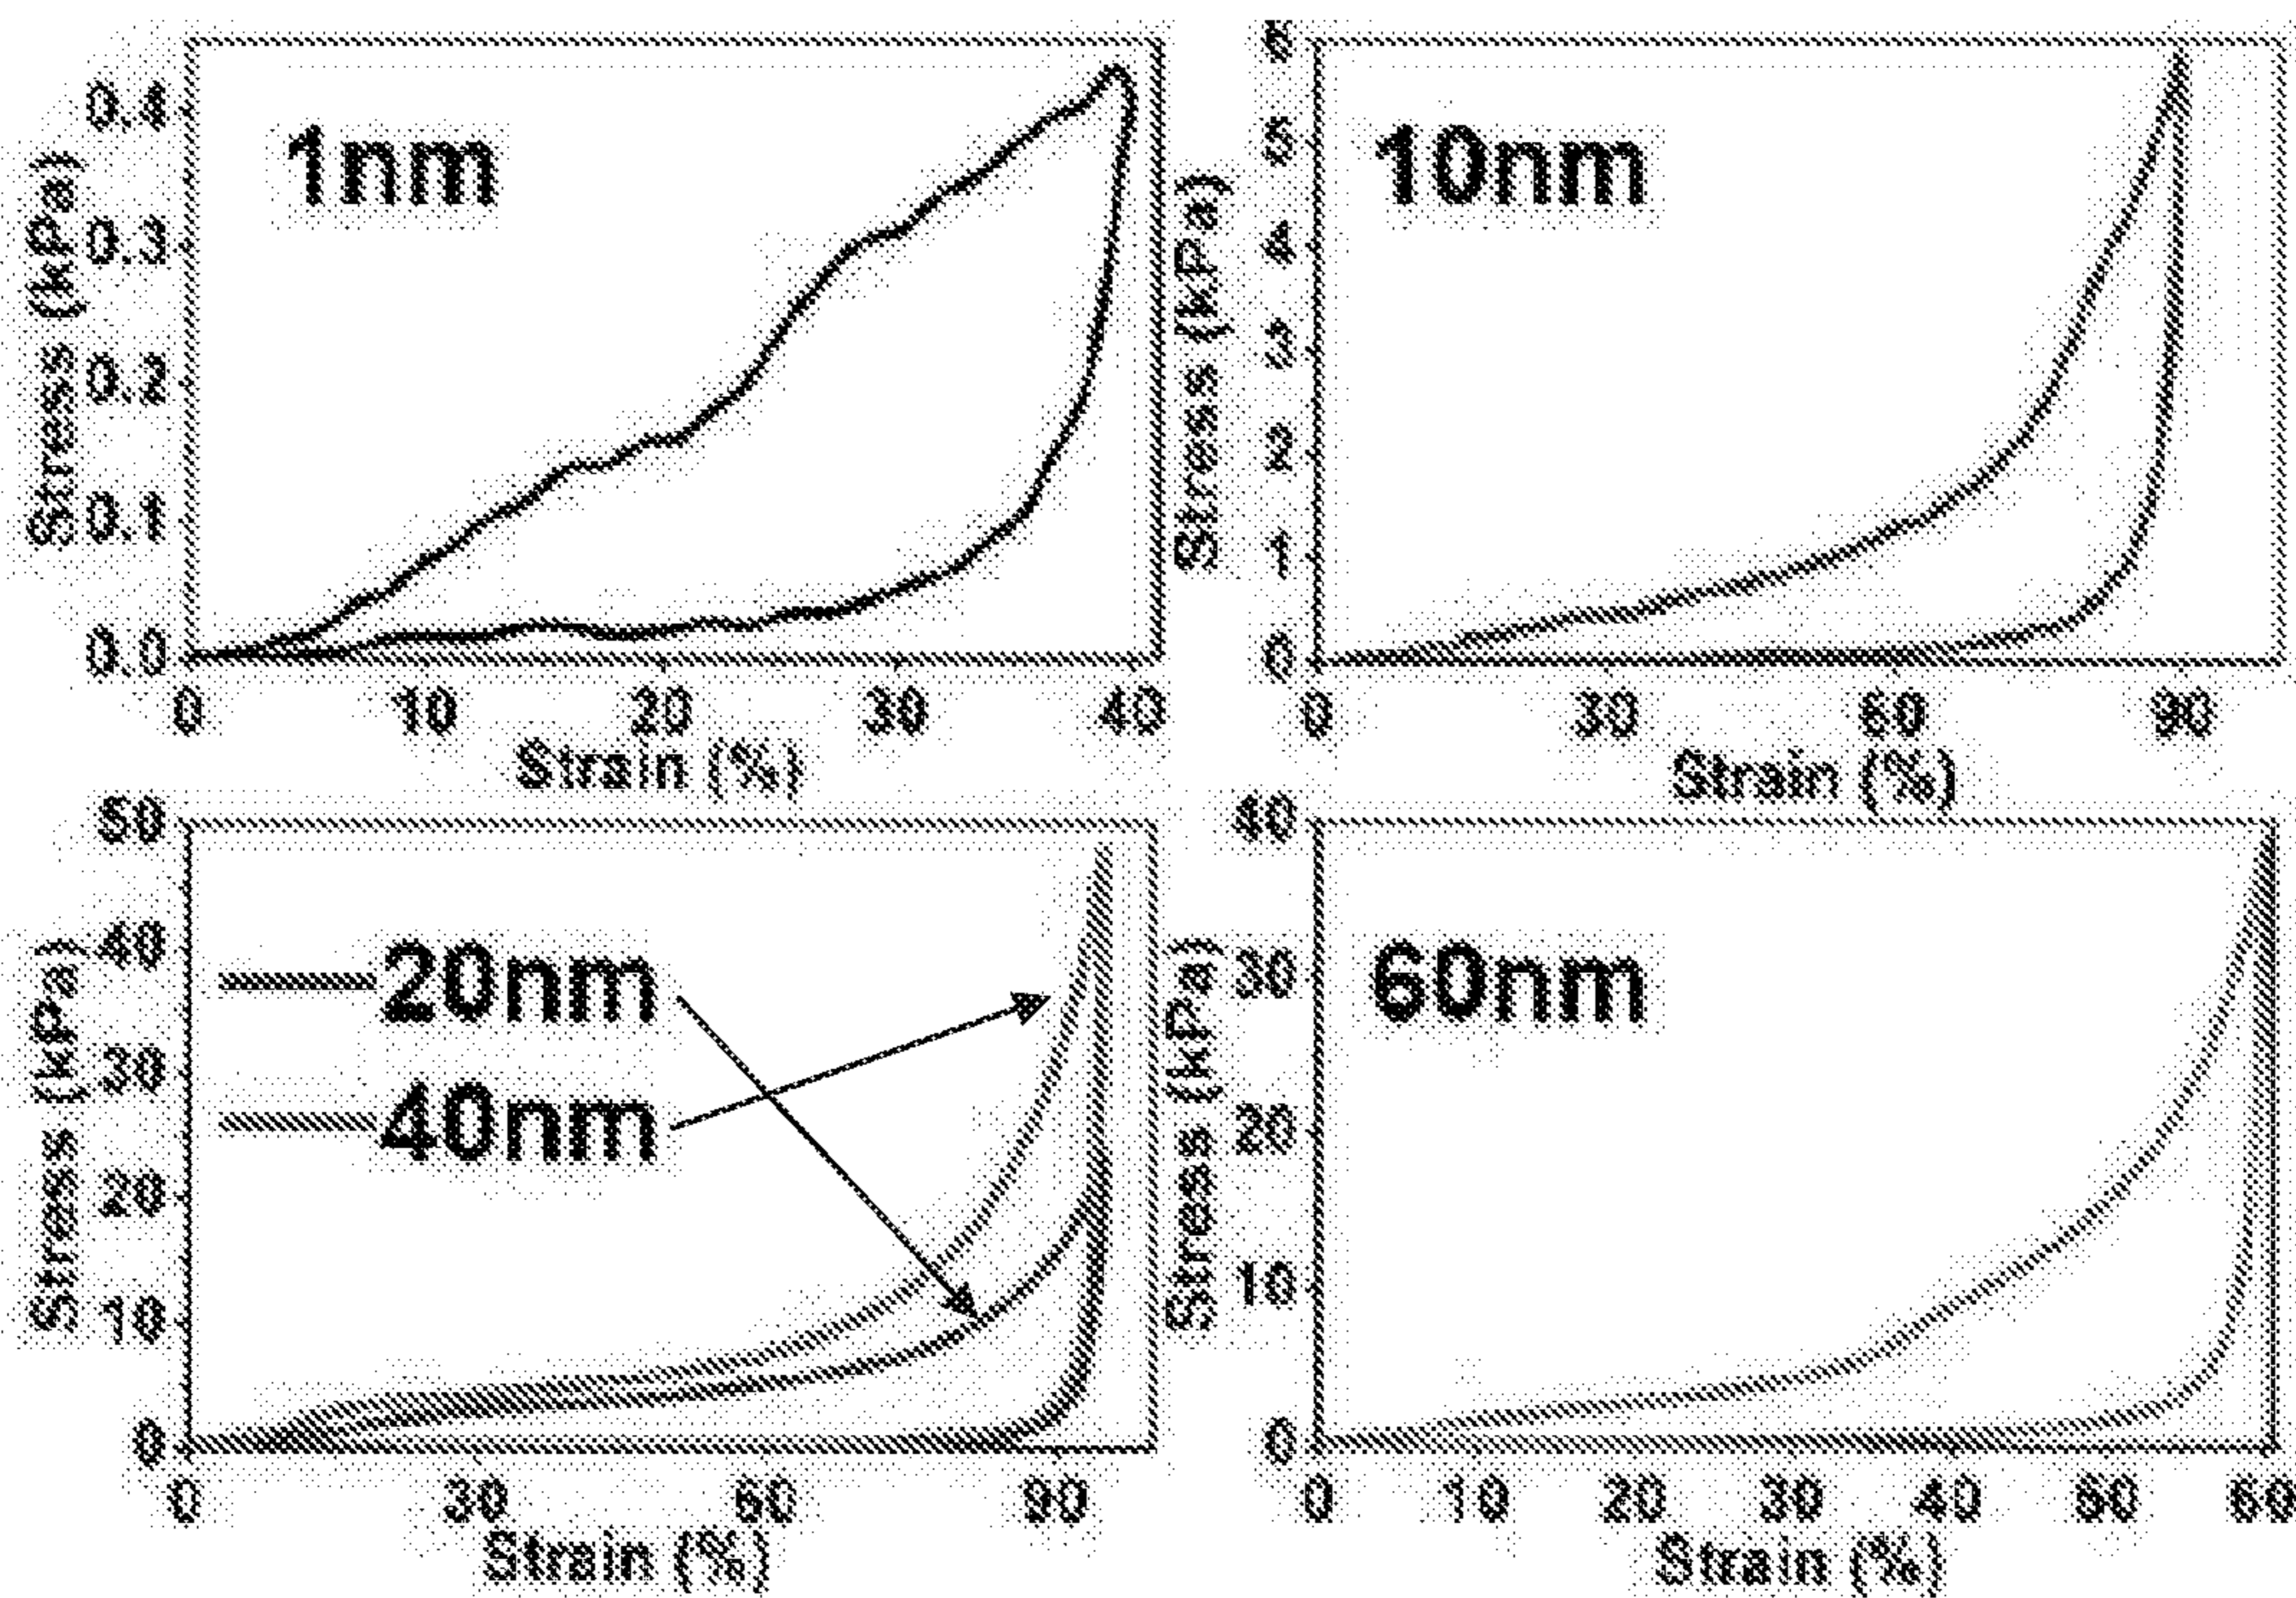 1nm
Stress (kPa)
0.4
0.3
0.2
0.1
0.0
0 10 20 30 40
Strain (%)
10nm
Stress (kPa)
6
5
4
3
2
1
0
0 30 60 90
Strain (%)
20nm
40nm
Stress (kPa)
50
40
30
20
10
0
0 30 60 90
Strain (%)
60nm
Stress (kPa)
40
30
20
10
0
0 10 20 30 40 50 60
Strain (%)